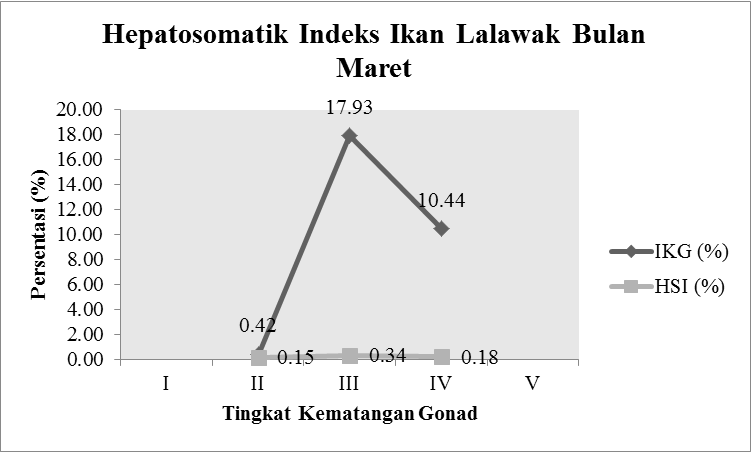 Hepatosomatik Indeks Ikan Lalawak Bulan
Maret
Persentasi (%)
20.00
18.00
16.00
14.00
12.00
10.00
8.00
6.00
4.00
2.00
0.00
17.93
10.44
0.42
0.15
0.34
0.18
I
II
III
IV
V
Tingkat Kematangan Gonad
IKG (%)
HSI (%)